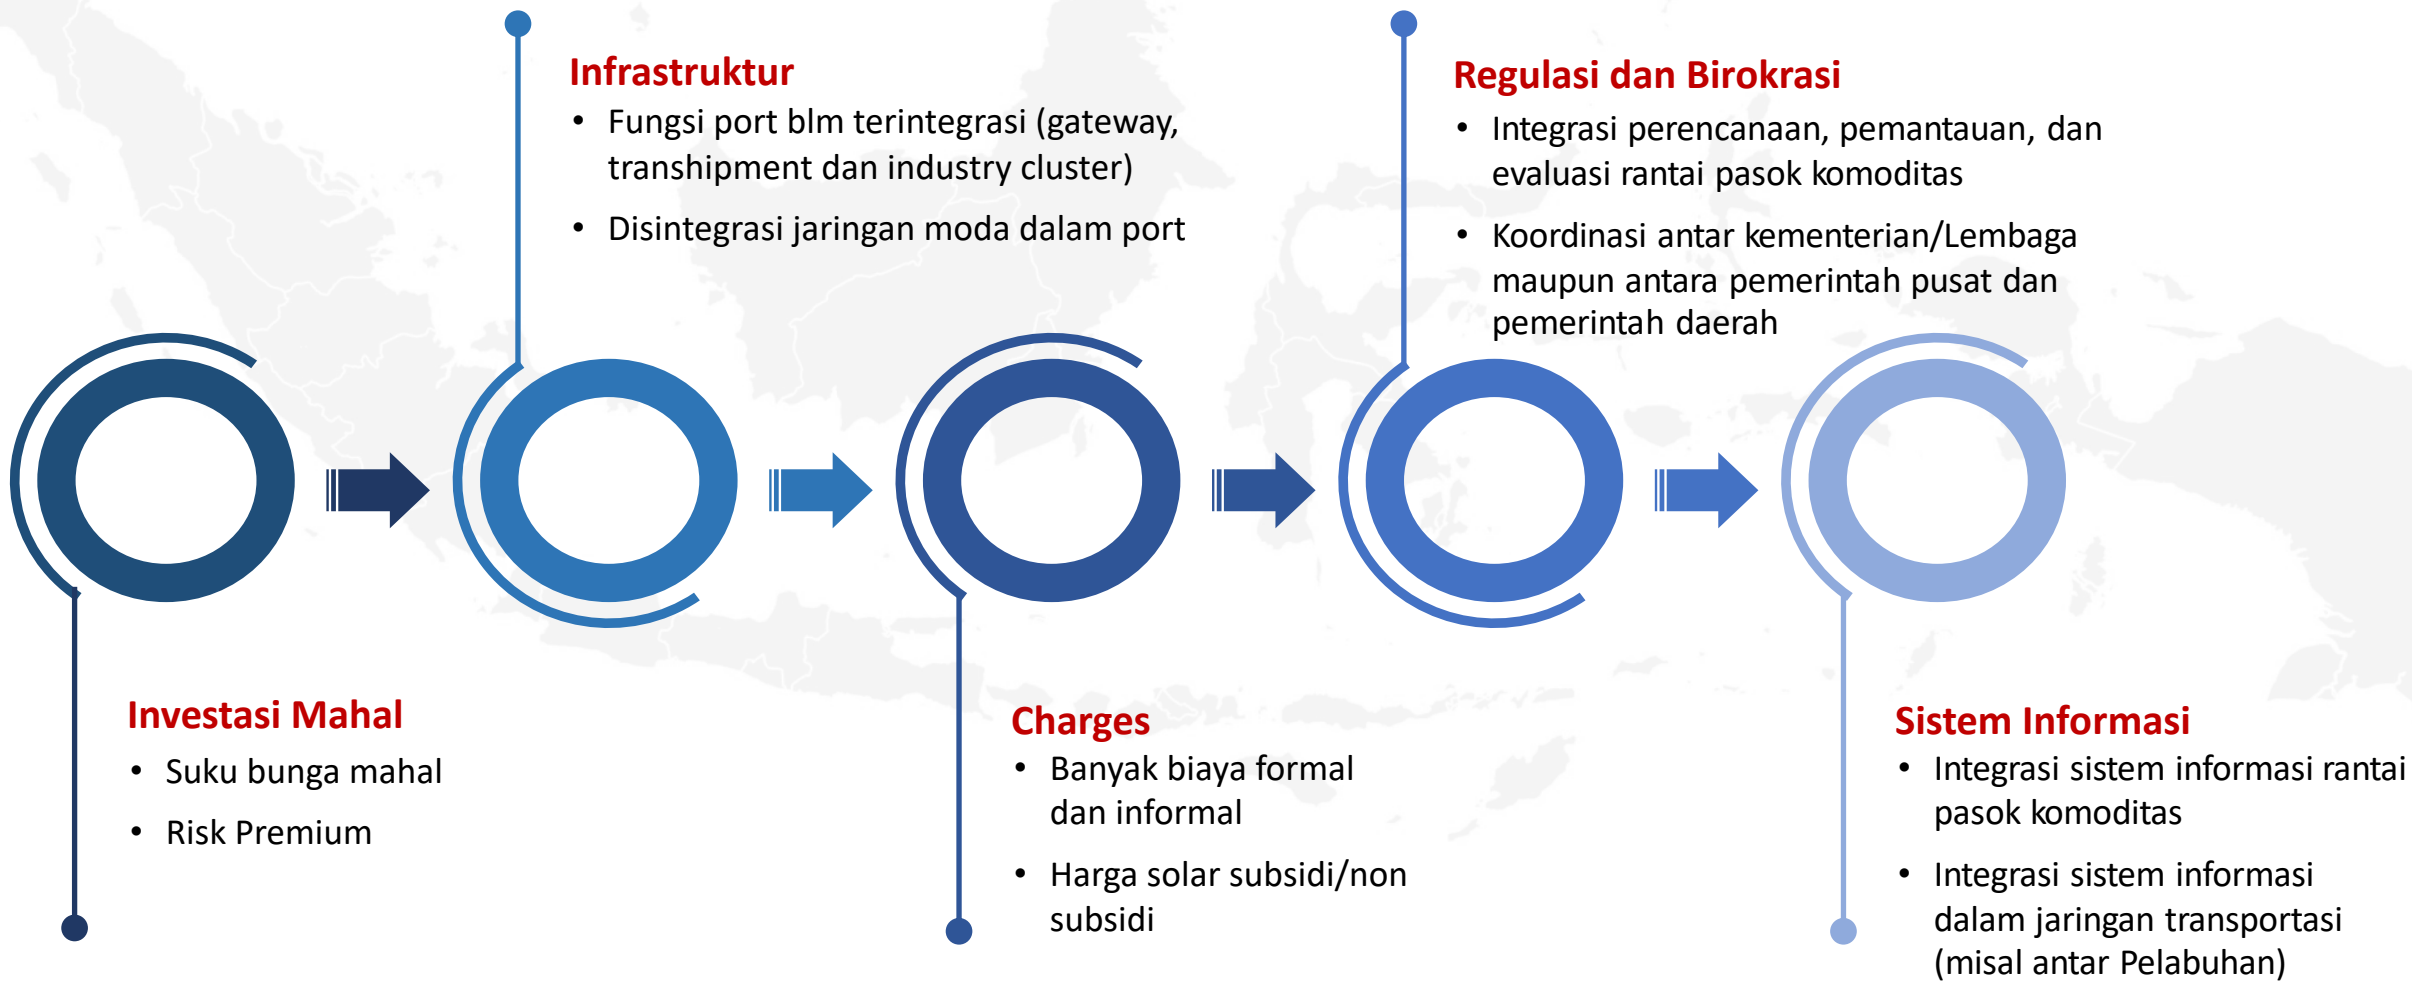 Infrastruktur
• Fungsi port blm terintegrasi (gateway,
transhipment dan industry cluster)
• Disintegrasi jaringan moda dalam port
Regulasi dan Birokrasi
• Integrasi perencanaan, pemantauan, dan
evaluasi rantai pasok komoditas
• Koordinasi antar kementerian/Lembaga
maupun antara pemerintah pusat dan
pemerintah daerah
Investasi Mahal
• Suku bunga mahal
• Risk Premium
Charges
• Banyak biaya formal
dan informal
• Harga solar subsidi/non
subsidi
Sistem Informasi
• Integrasi sistem informasi rantai
pasok komoditas
• Integrasi sistem informasi
dalam jaringan transportasi
(misal antar Pelabuhan)